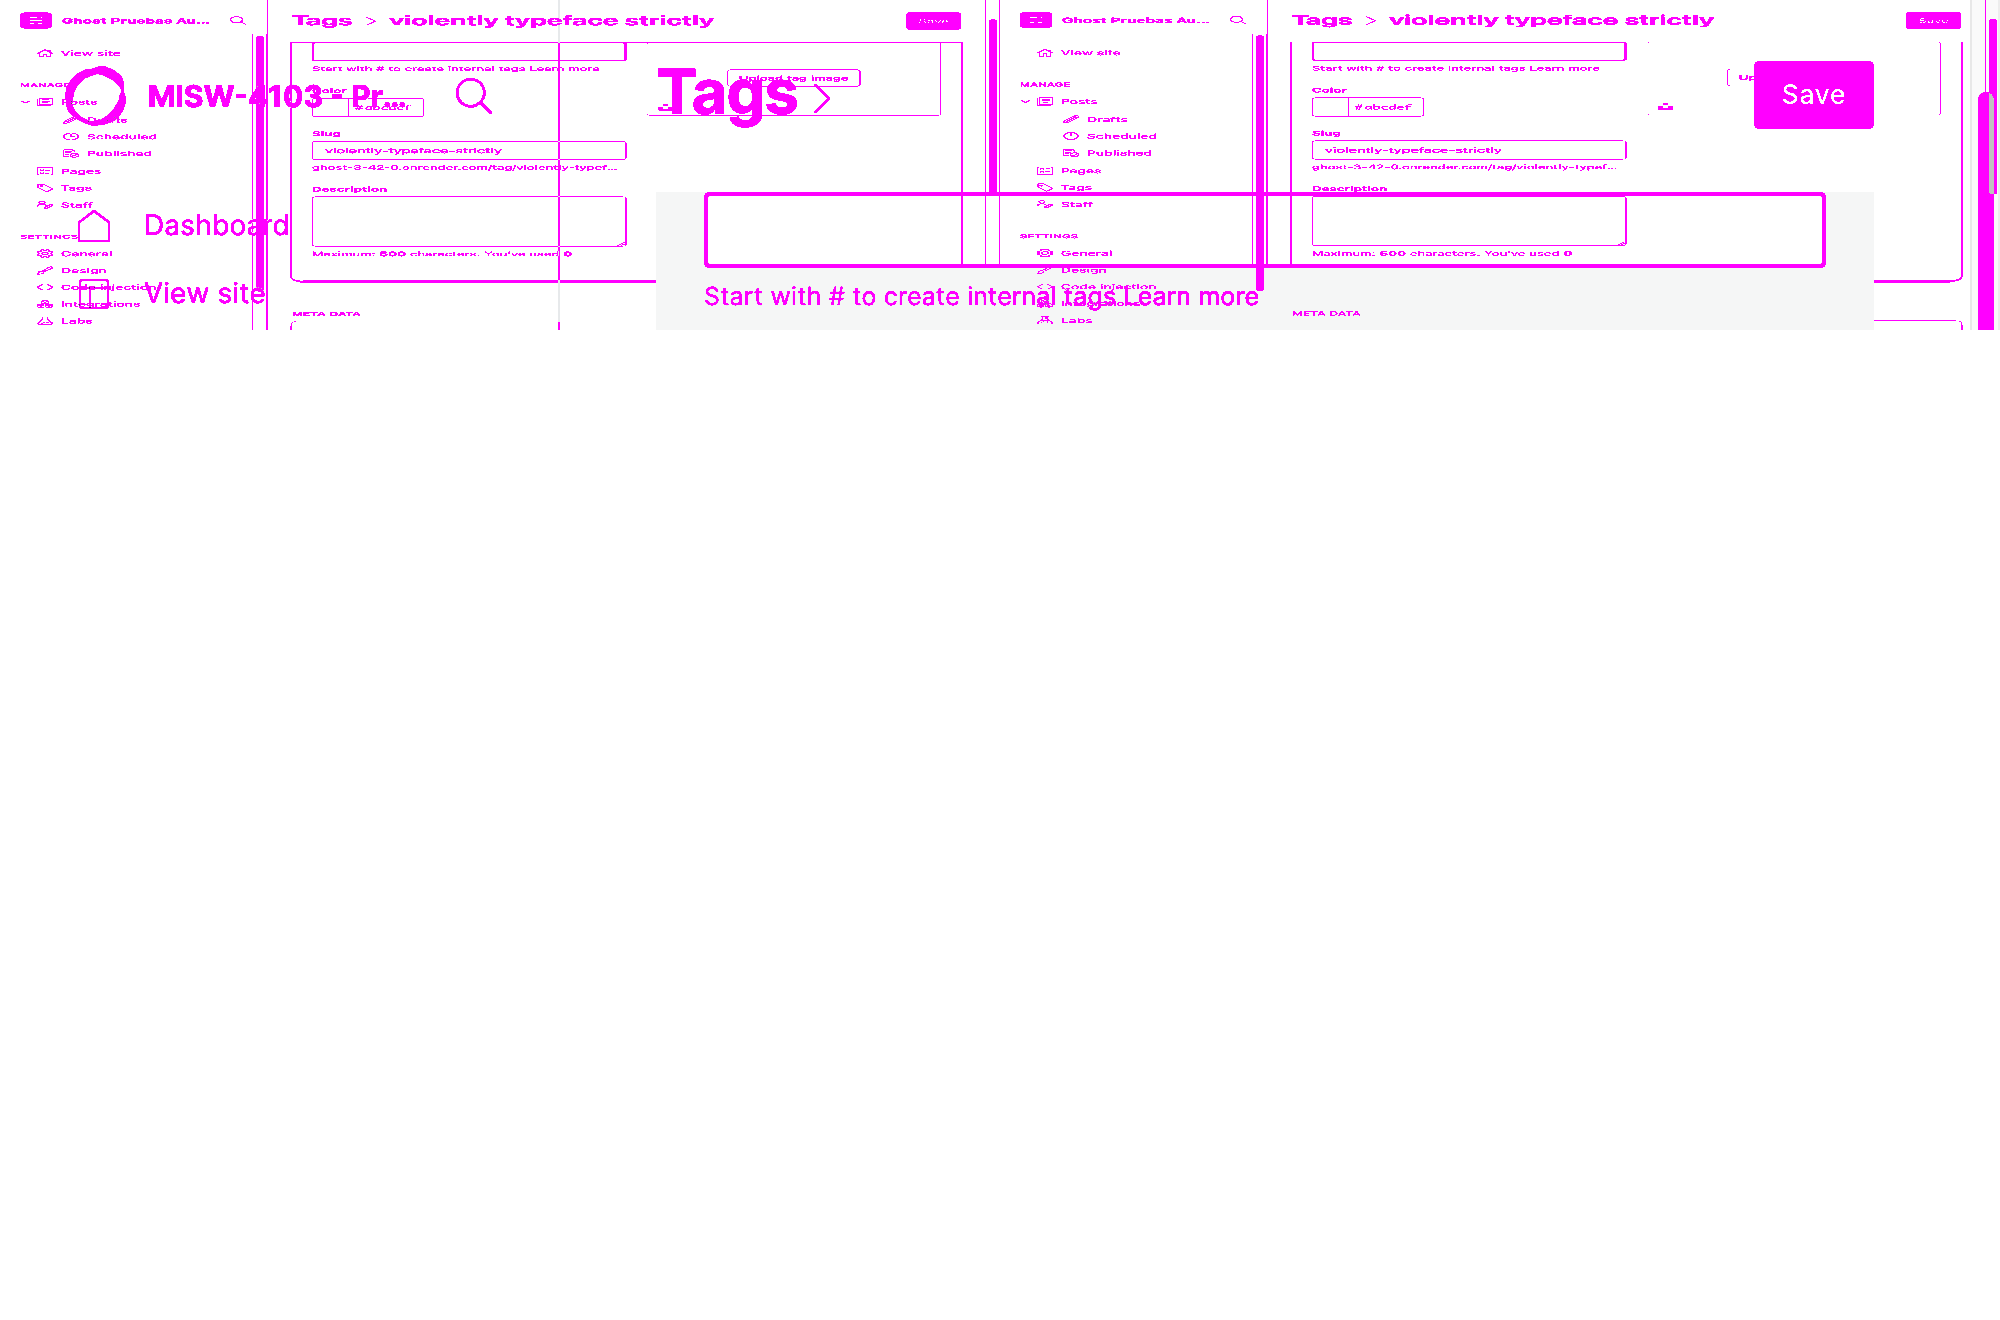 Ghost Pruebas Au...
Tags > violently typeface strictly
Save
Ghost Pruebas Au...
Tags > violently typeface strictly
Save
View site
View site
Start with # to create internal tags Learn more
Start with # to create internal tags Learn more
Upload tag image
MANAGE
MANAGE
Color
Color
MISW-4103 - Pr...
Tags >
Save
Posts
#abcdef
Posts
#abcdef
Drafts
Drafts
Slug
Slug
Scheduled
Scheduled
Published
violently-typeface-strictly
Published
violently-typeface-strictly
Pages
ghost-3-42-0.onrender.com/tag/violently-typef...
Pages
ghost-3-42-0.onrender.com/tag/violently-typef...
Tags
Description
Tags
Description
Staff
Staff
Dashboard
SETTINGS
SETTINGS
General
Maximum: 500 characters. You've used 0
General
Maximum: 500 characters. You've used 0
Design
Design
Code injection
Code injection
View site
Start with # to create internal tags Learn more
Integrations
Integrations
META DATA
META DATA
Labs
Labs